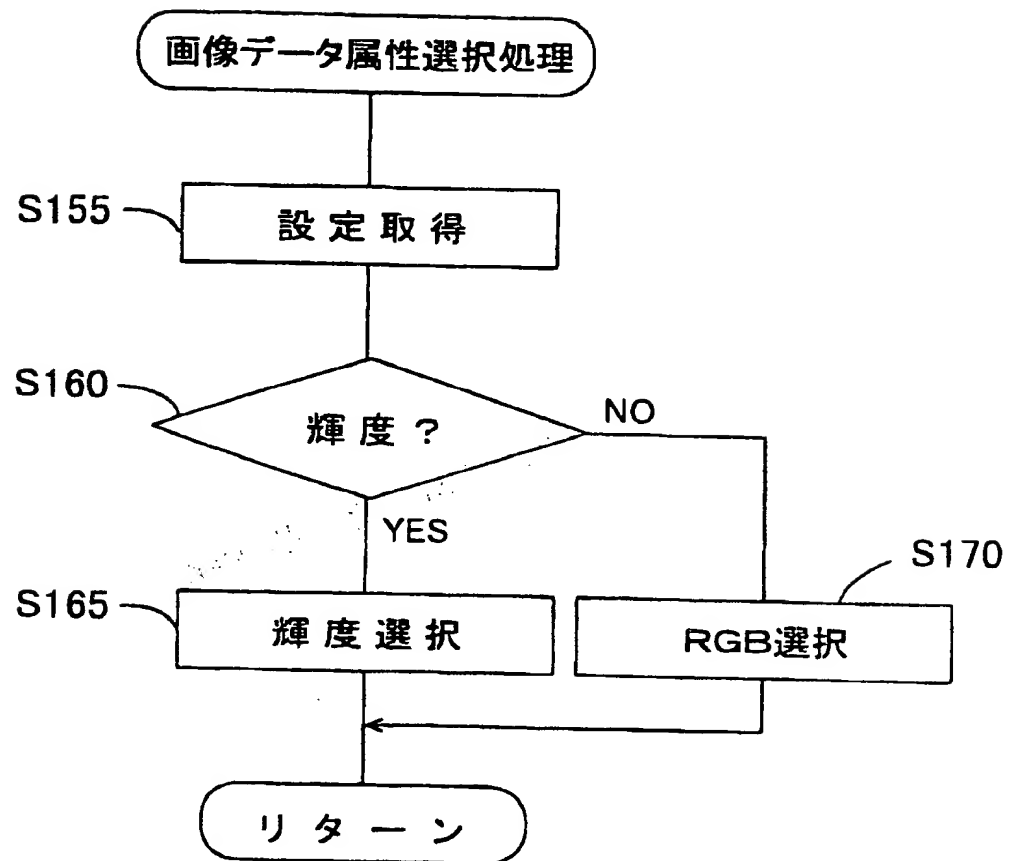 画像データ属性選択処理
S155
設定取得
S160
輝度？
NO
YES
S170
S165
輝度選択
RGB選択
リターン